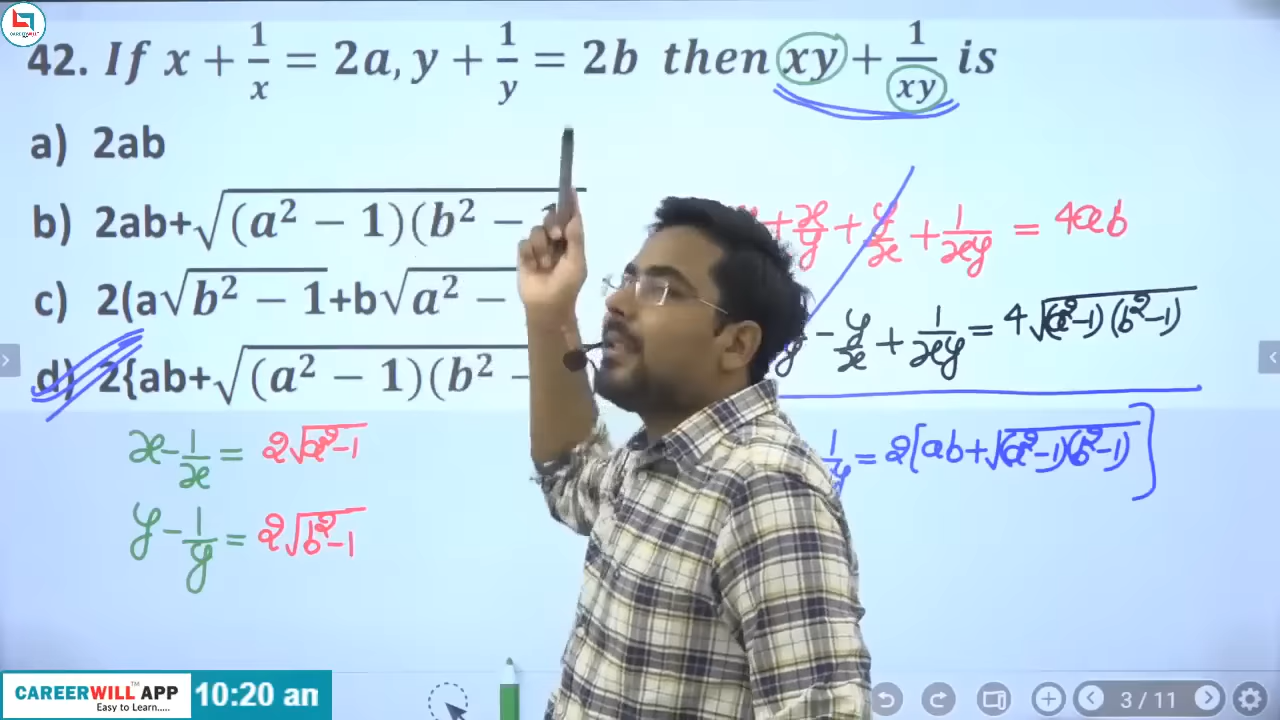 CAREERWILL
42. If x + 1/x = 2a, y + 1/y = 2b then xy + 1/xy is
a) 2ab
b) 2ab+√(a² − 1)(b² −
c) 2(a√b² − 1+b√a² −
d) 2{ab+√(a² − 1)(b² −
x − 1/x = 2√a²−1
y − 1/y = 2√b²−1
+ x/y + y/x + 1/xy = 4ab
− y/x + 1/xy = 4√(a²−1)(b²−1)
= 2[ab+√(a²−1)(b²−1)]
CAREERWILL™APP
Easy to Learn.....
10:20 an
3 / 11